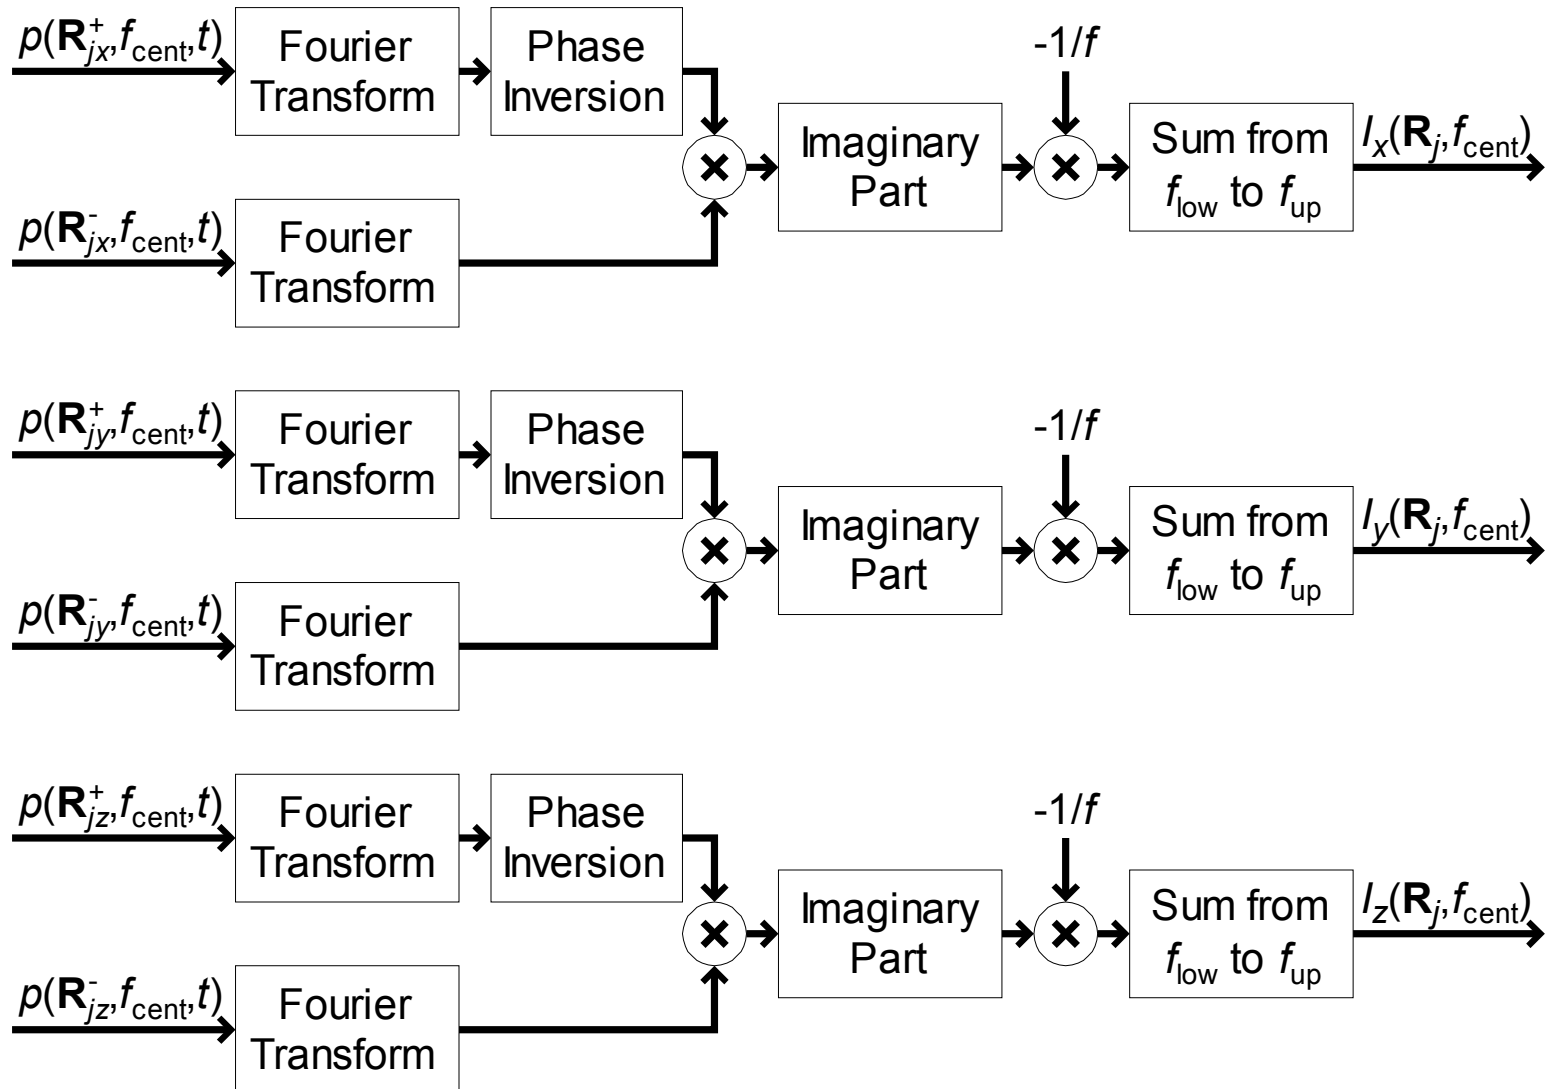 p(R⁺jx,fcent,t)
Fourier
Transform
Phase
Inversion
-1/f
Imaginary
Part
Sum from
flow to fup
Ix(Rj,fcent)
p(R⁻jx,fcent,t)
Fourier
Transform
p(R⁺jy,fcent,t)
Fourier
Transform
Phase
Inversion
-1/f
Imaginary
Part
Sum from
flow to fup
Iy(Rj,fcent)
p(R⁻jy,fcent,t)
Fourier
Transform
p(R⁺jz,fcent,t)
Fourier
Transform
Phase
Inversion
-1/f
Imaginary
Part
Sum from
flow to fup
Iz(Rj,fcent)
p(R⁻jz,fcent,t)
Fourier
Transform